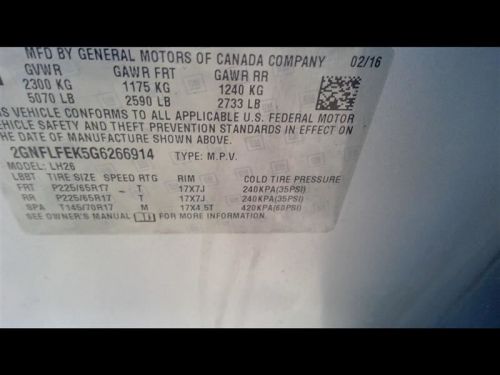 MFD BY GENERAL MOTORS OF CANADA COMPANY 02/16
GVWR GAWR FRT GAWR RR
2300 KG 1175 KG 1240 KG
5070 LB 2590 LB 2733 LB
S VEHICLE CONFORMS TO ALL APPLICABLE U.S. FEDERAL MOTOR
VEHICLE SAFETY AND THEFT PREVENTION STANDARDS IN EFFECT
THE DATE OF MANUFACTURE SHOWN ABOVE.
2GNFLFEK5G6266914 TYPE: M.P.V.
MODEL: LH26
LBBT TIRE SIZE SPEED RTG RIM COLD TIRE PRESSURE
FRT P225/65R17 - T 17X7J 240KPA(35PSI)
RR P225/65R17 T 17X7J 240KPA(35PSI)
SPA T145/70R17 M 17X4.5T 420KPA(60PSI)
SEE OWNER'S MANUAL FOR MORE INFORMATION.